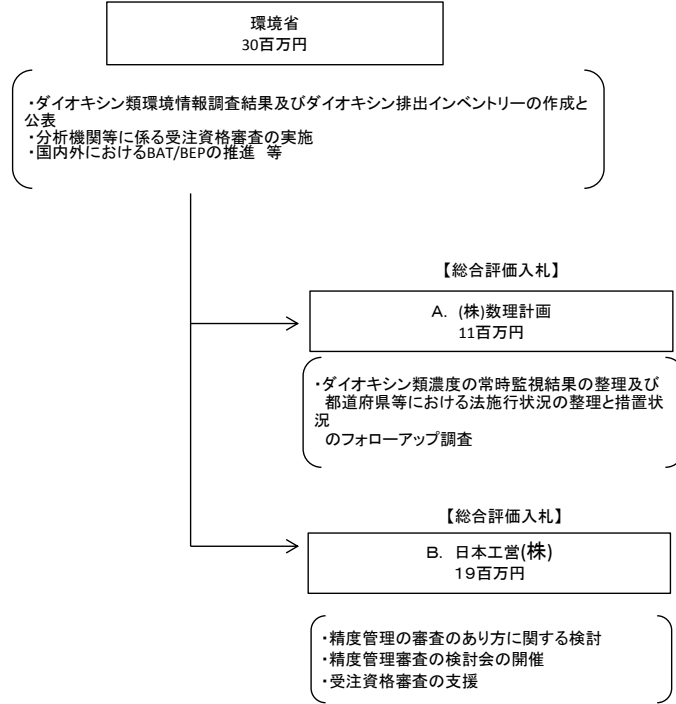 環境省
30百万円
・ダイオキシン類環境情報調査結果及びダイオキシン排出インベントリーの作成と
公表
・分析機関等に係る受注資格審査の実施
・国内外におけるBAT/BEPの推進　等
【総合評価入札】
A．(株)数理計画
11百万円
・ダイオキシン類濃度の常時監視結果の整理及び
都道府県等における法施行状況の整理と措置状
況
のフォローアップ調査
【総合評価入札】
B．日本工営(株)
１９百万円
・精度管理の審査のあり方に関する検討
・精度管理審査の検討会の開催
・受注資格審査の支援